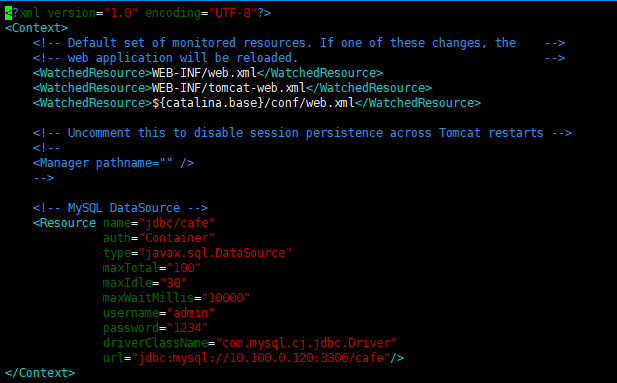 <?xml version="1.0" encoding="UTF-8"?>
<Context>
    <!-- Default set of monitored resources. If one of these changes, the    -->
    <!-- web application will be reloaded.                                   -->
    <WatchedResource>WEB-INF/web.xml</WatchedResource>
    <WatchedResource>WEB-INF/tomcat-web.xml</WatchedResource>
    <WatchedResource>${catalina.base}/conf/web.xml</WatchedResource>

    <!-- Uncomment this to disable session persistence across Tomcat restarts -->
    <!--
    <Manager pathname="" />
    -->

    <!-- MySQL DataSource -->
    <Resource name="jdbc/cafe"
              auth="Container"
              type="javax.sql.DataSource"
              maxTotal="100"
              maxIdle="30"
              maxWaitMillis="10000"
              username="admin"
              password="1234"
              driverClassName="com.mysql.cj.jdbc.Driver"
              url="jdbc:mysql://10.100.0.120:3306/cafe"/>
</Context>